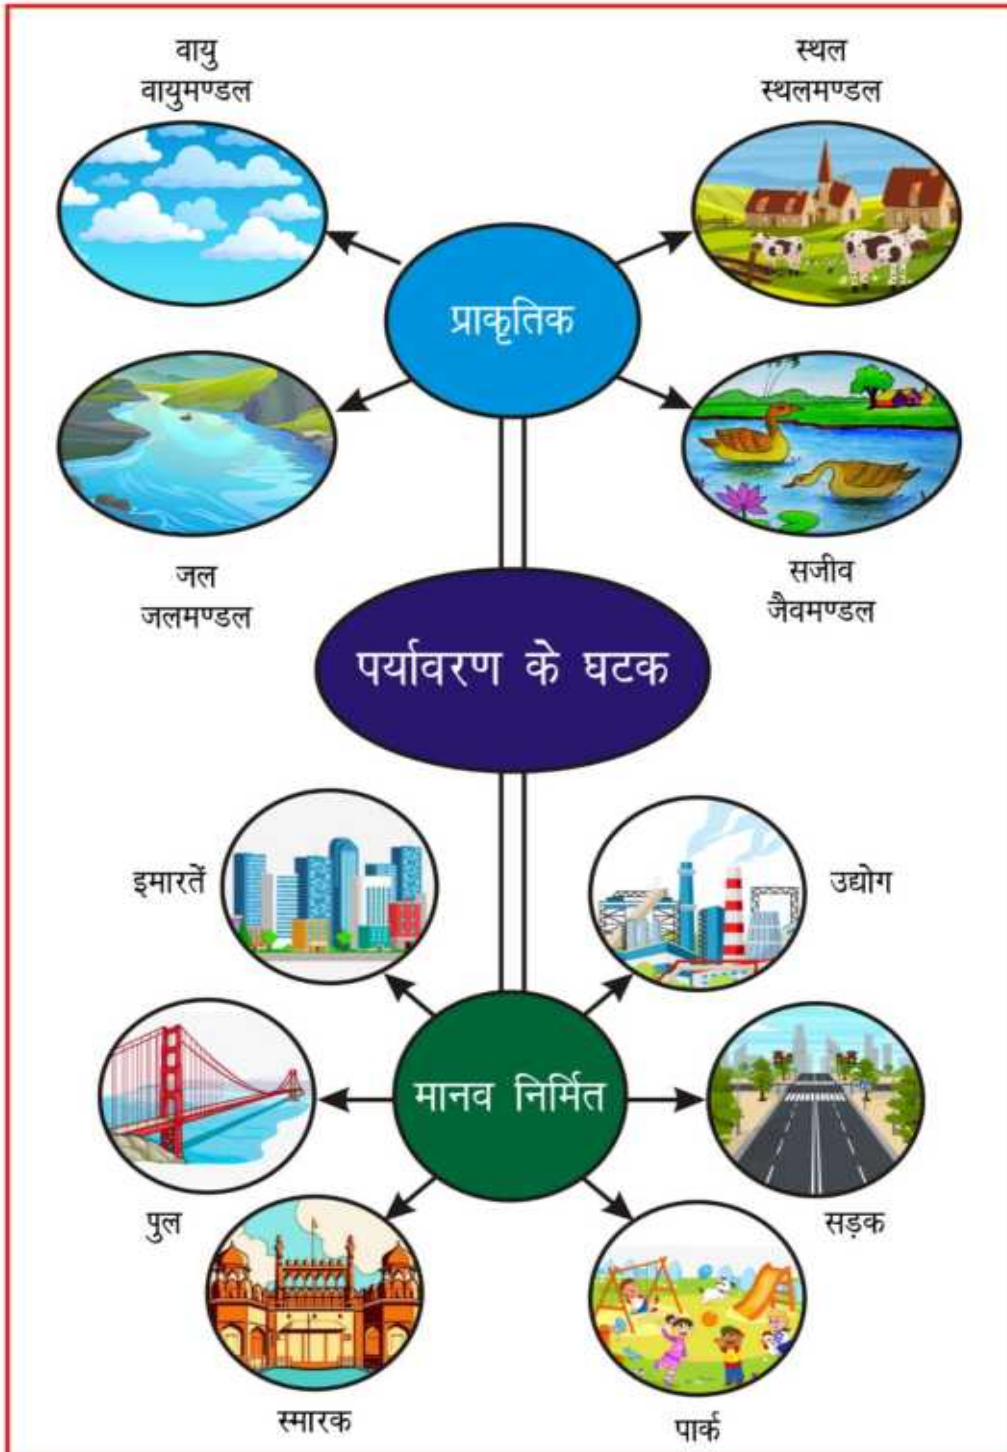 वायु
वायुमण्डल
स्थल
स्थलमण्डल
प्राकृतिक
जल
जलमण्डल
सजीव
जैवमण्डल
पर्यावरण के घटक
इमारतें
उद्योग
मानव निर्मित
पुल
सड़क
स्मारक
पार्क